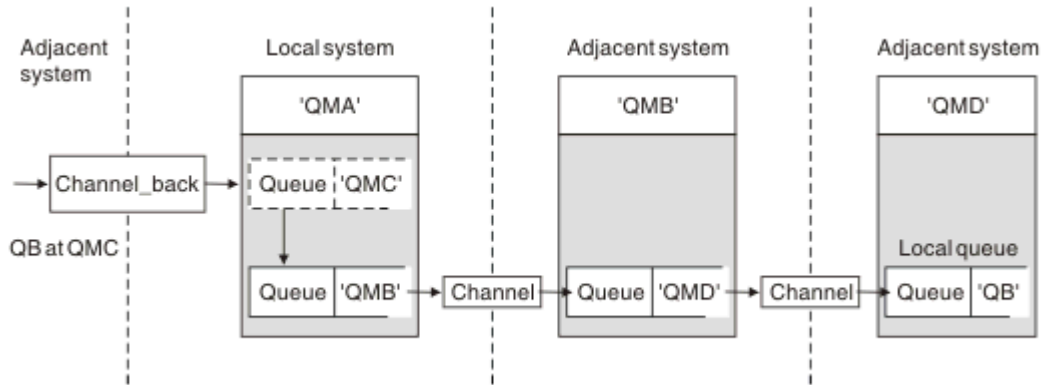 Adjacent
system
Local system
Adjacent system
Adjacent system
'QMA'
'QMB'
'QMD'
Channel_back
Queue 'QMC'
QB at QMC
Local queue
Queue 'QMB'
Channel
Queue 'QMD'
Channel
Queue 'QB'